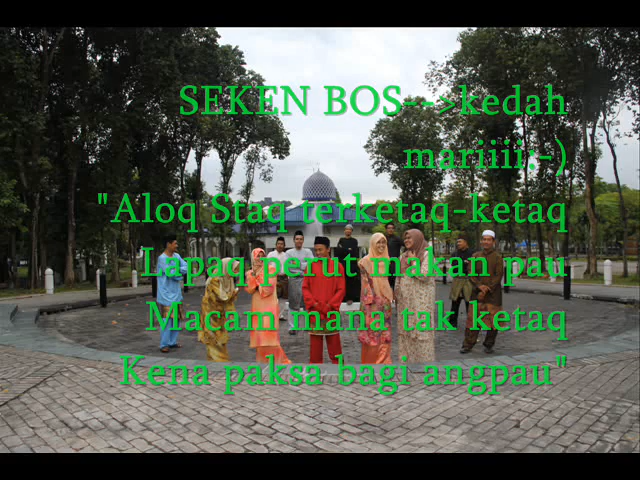 SEKEN BOS-->kedah
mariiii:-)
"Aloq Staq terketaq-ketaq
Lapaq perut makan pau
Macam mana tak ketaq
Kena paksa bagi angpau"